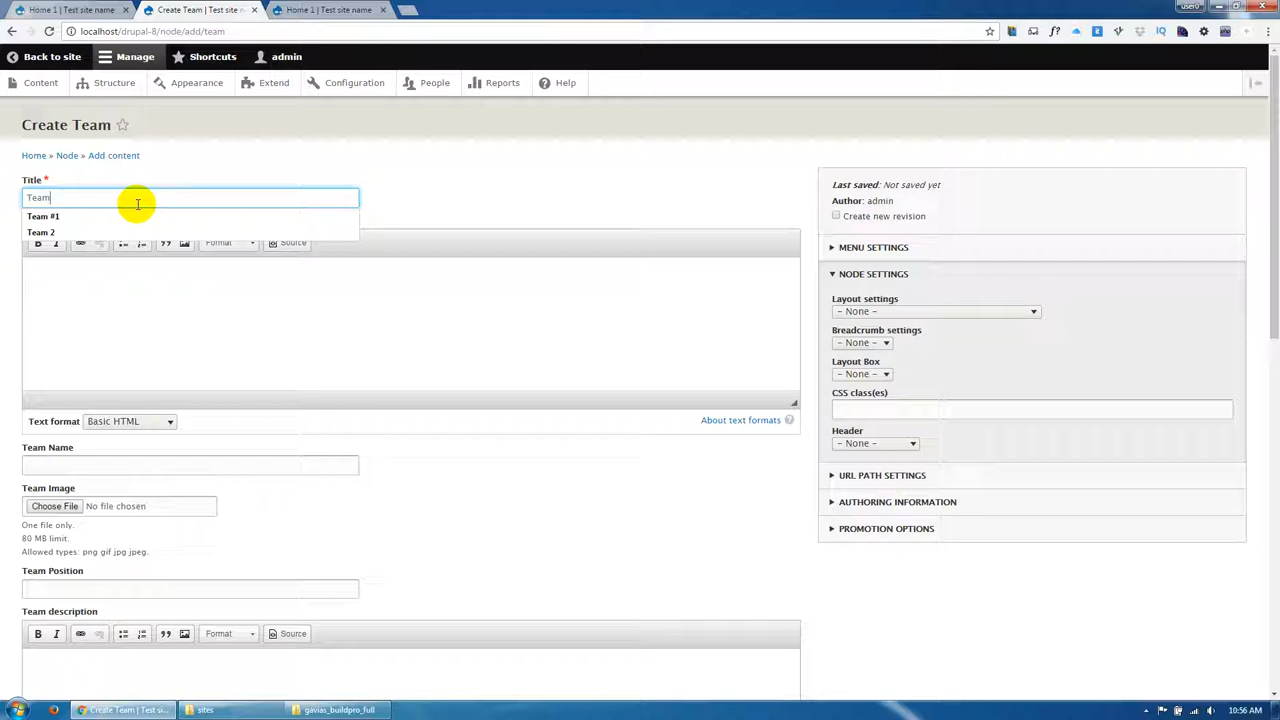 Home 1 | Test site name
Create Team | Test site n
Home 1 | Test site name
user0
localhost/drupal-8/node/add/team
Back to site
Manage
Shortcuts
admin
Content
Structure
Appearance
Extend
Configuration
People
Reports
Help
Create Team
Home » Node » Add content
Title *
Team
Team #1
Team 2
Format
Source
Text format
Basic HTML
About text formats
Team Name
Team Image
Choose File No file chosen
One file only.
80 MB limit.
Allowed types: png gif jpg jpeg.
Team Position
Team description
Format
Source
Last saved: Not saved yet
Author: admin
Create new revision
MENU SETTINGS
NODE SETTINGS
Layout settings
- None -
Breadcrumb settings
- None -
Layout Box
- None -
CSS class(es)
Header
- None -
URL PATH SETTINGS
AUTHORING INFORMATION
PROMOTION OPTIONS
Create Team | Test si...
sites
gavias_buildpro_full
10:56 AM